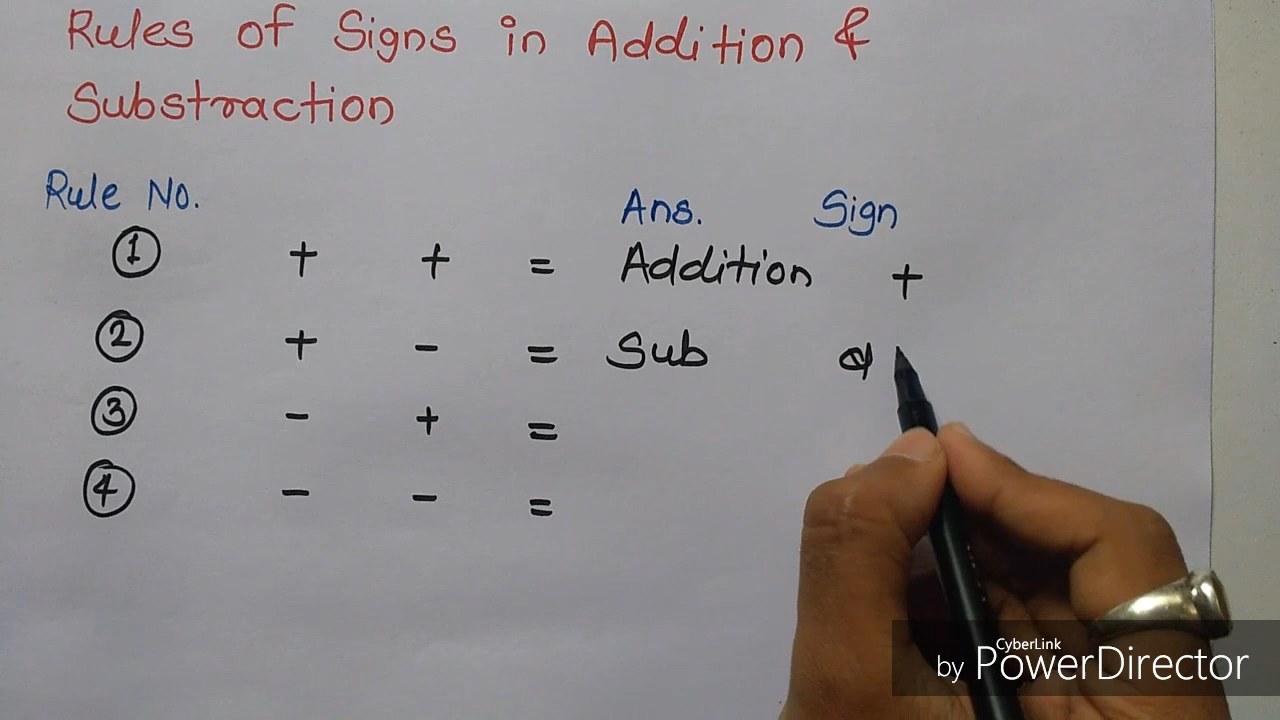 Rules of Signs in Addition &
Substraction
Rule No. Ans. Sign
1 + + = Addition +
2 + - = Sub
3 - + =
4 - - =
CyberLink
by PowerDirector